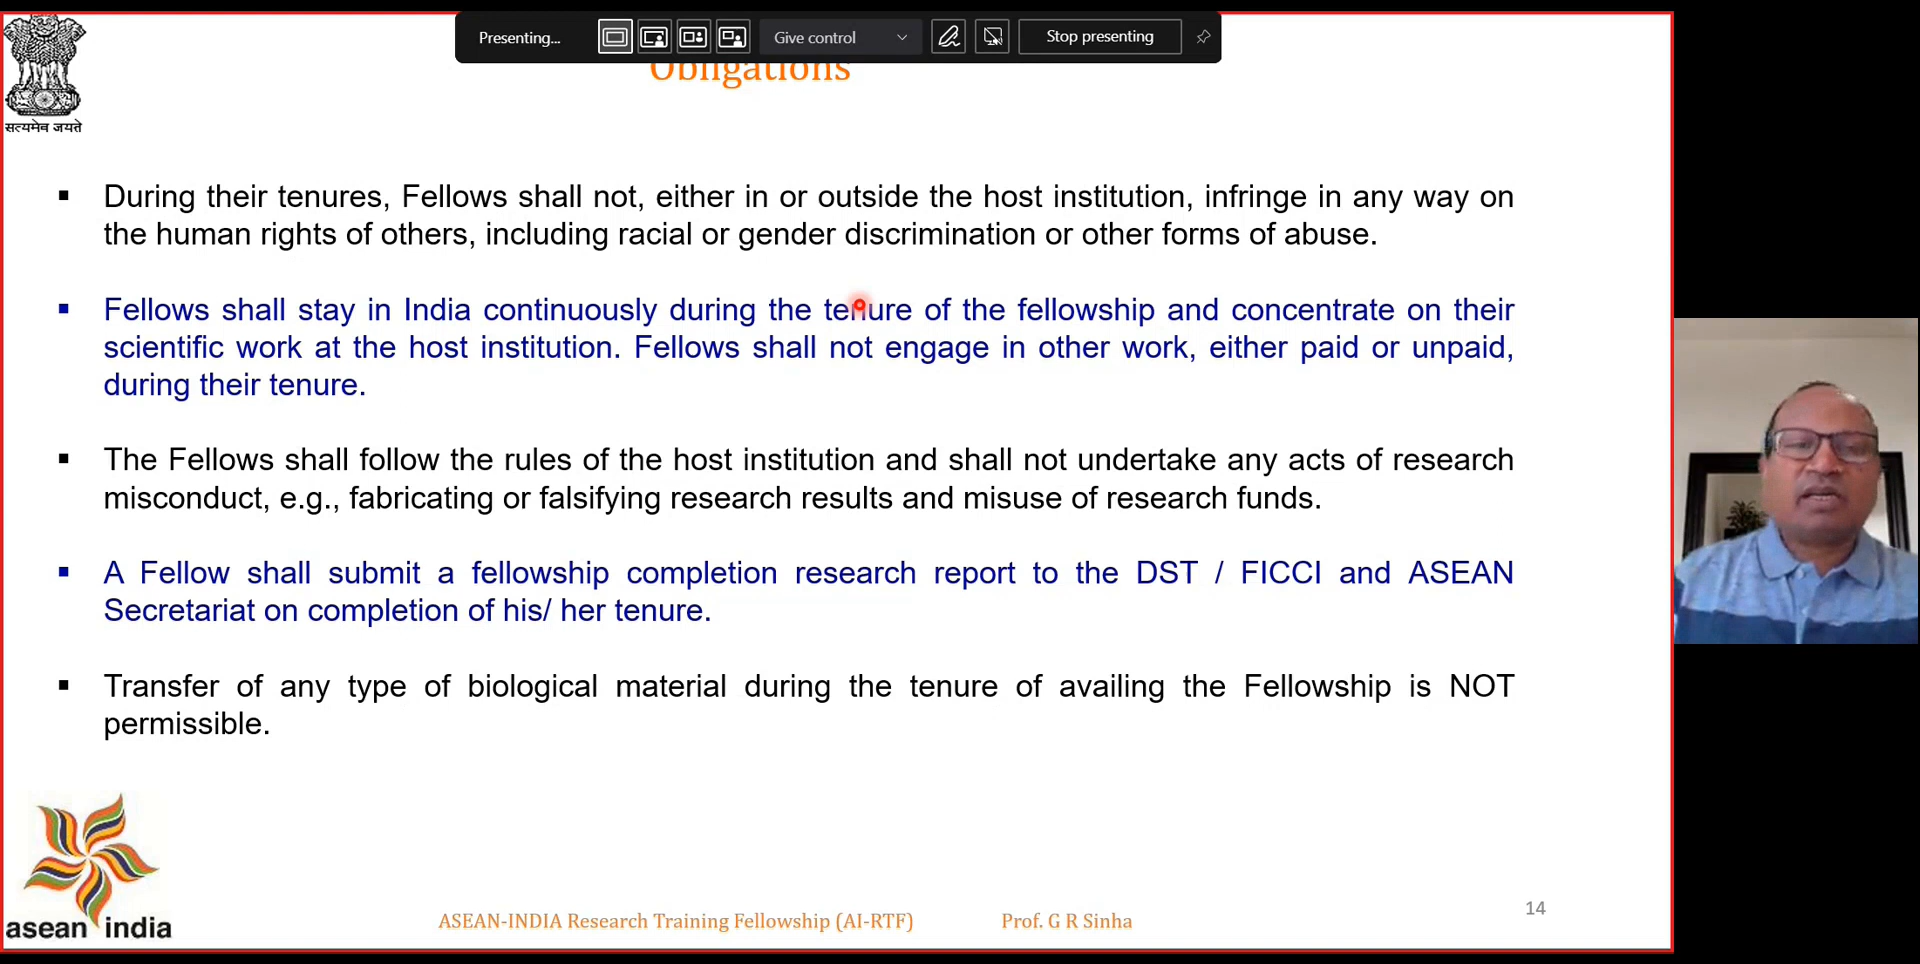 Presenting...
Give control
Stop presenting
Obligations
सत्यमेव जयते
▪ During their tenures, Fellows shall not, either in or outside the host institution, infringe in any way on
the human rights of others, including racial or gender discrimination or other forms of abuse.
▪ Fellows shall stay in India continuously during the tenure of the fellowship and concentrate on their
scientific work at the host institution. Fellows shall not engage in other work, either paid or unpaid,
during their tenure.
▪ The Fellows shall follow the rules of the host institution and shall not undertake any acts of research
misconduct, e.g., fabricating or falsifying research results and misuse of research funds.
▪ A Fellow shall submit a fellowship completion research report to the DST / FICCI and ASEAN
Secretariat on completion of his/ her tenure.
▪ Transfer of any type of biological material during the tenure of availing the Fellowship is NOT
permissible.
asean india
ASEAN-INDIA Research Training Fellowship (AI-RTF) Prof. G R Sinha
14